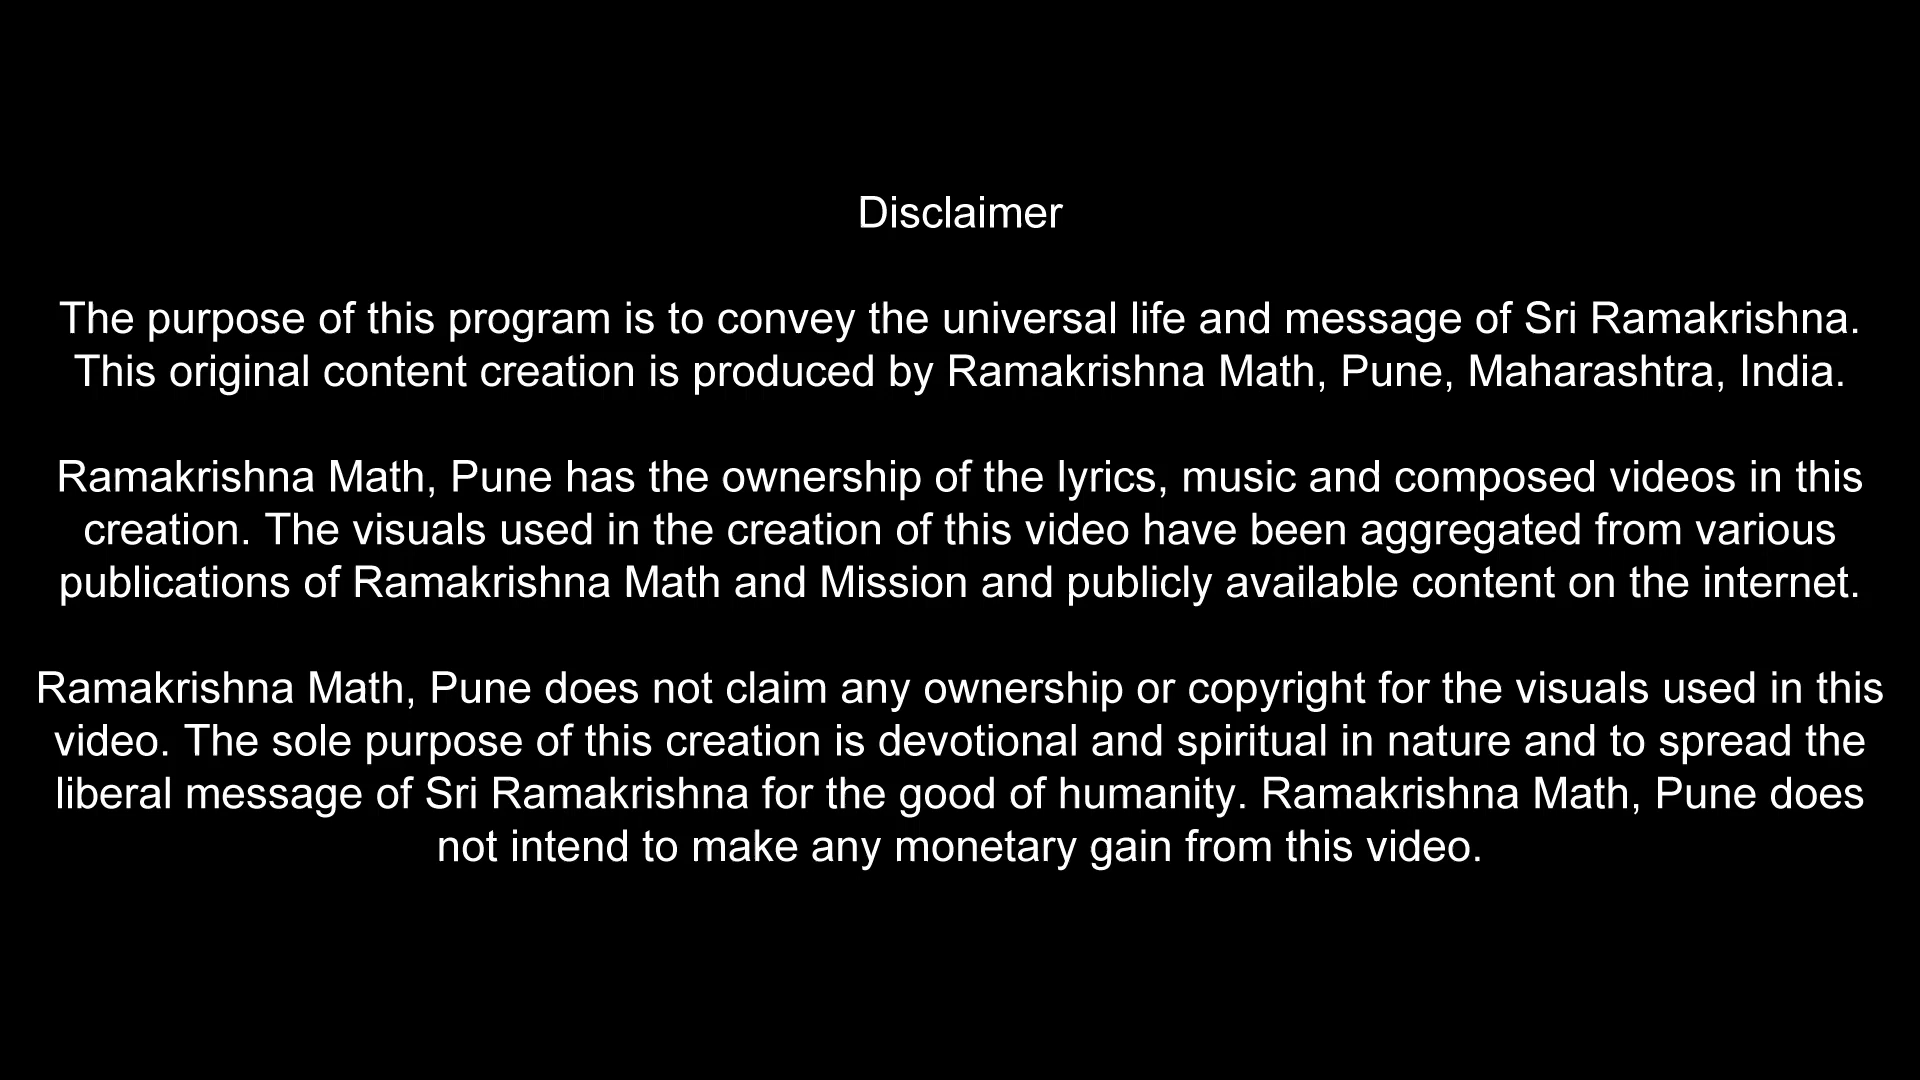 Disclaimer
The purpose of this program is to convey the universal life and message of Sri Ramakrishna.
This original content creation is produced by Ramakrishna Math, Pune, Maharashtra, India.
Ramakrishna Math, Pune has the ownership of the lyrics, music and composed videos in this
creation. The visuals used in the creation of this video have been aggregated from various
publications of Ramakrishna Math and Mission and publicly available content on the internet.
Ramakrishna Math, Pune does not claim any ownership or copyright for the visuals used in this
video. The sole purpose of this creation is devotional and spiritual in nature and to spread the
liberal message of Sri Ramakrishna for the good of humanity. Ramakrishna Math, Pune does
not intend to make any monetary gain from this video.